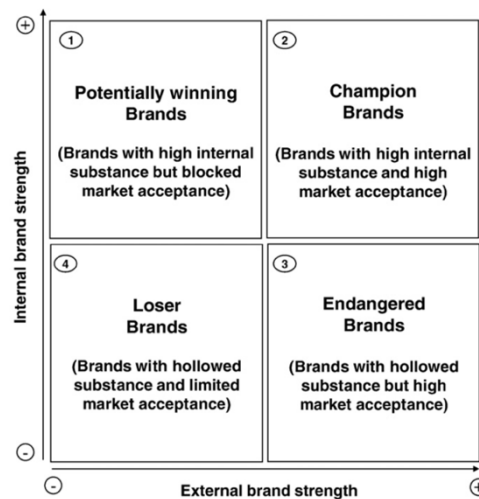 +
1
Potentially winning
Brands
(Brands with high internal
substance but blocked
market acceptance)
2
Champion
Brands
(Brands with high internal
substance and high
market acceptance)
Internal brand strength
4
Loser
Brands
(Brands with hollowed
substance and limited
market acceptance)
3
Endangered
Brands
(Brands with hollowed
substance but high
market acceptance)
-
-
External brand strength
+